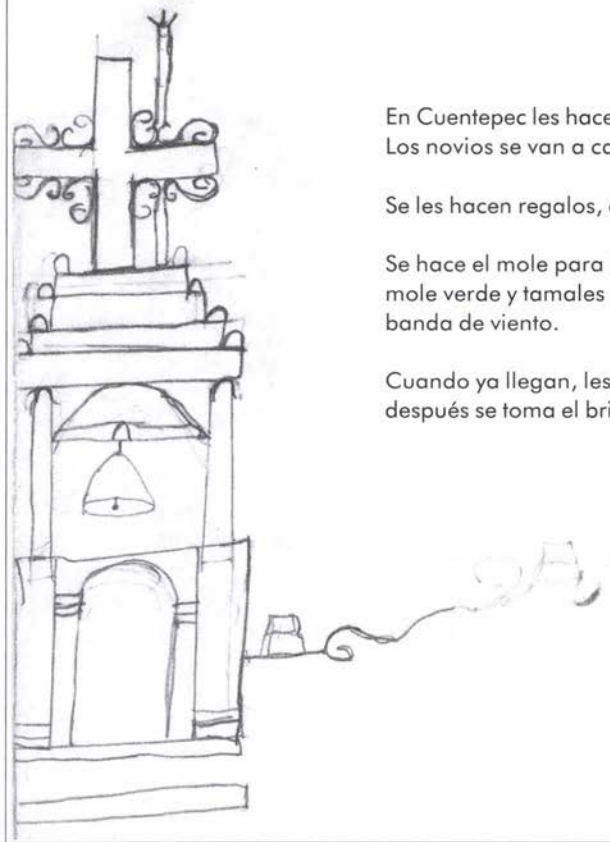 En Cuentepec les hace
Los novios se van a ca
Se les hacen regalos,
Se hace el mole para
mole verde y tamales
banda de viento.
Cuando ya llegan, les
después se toma el bri